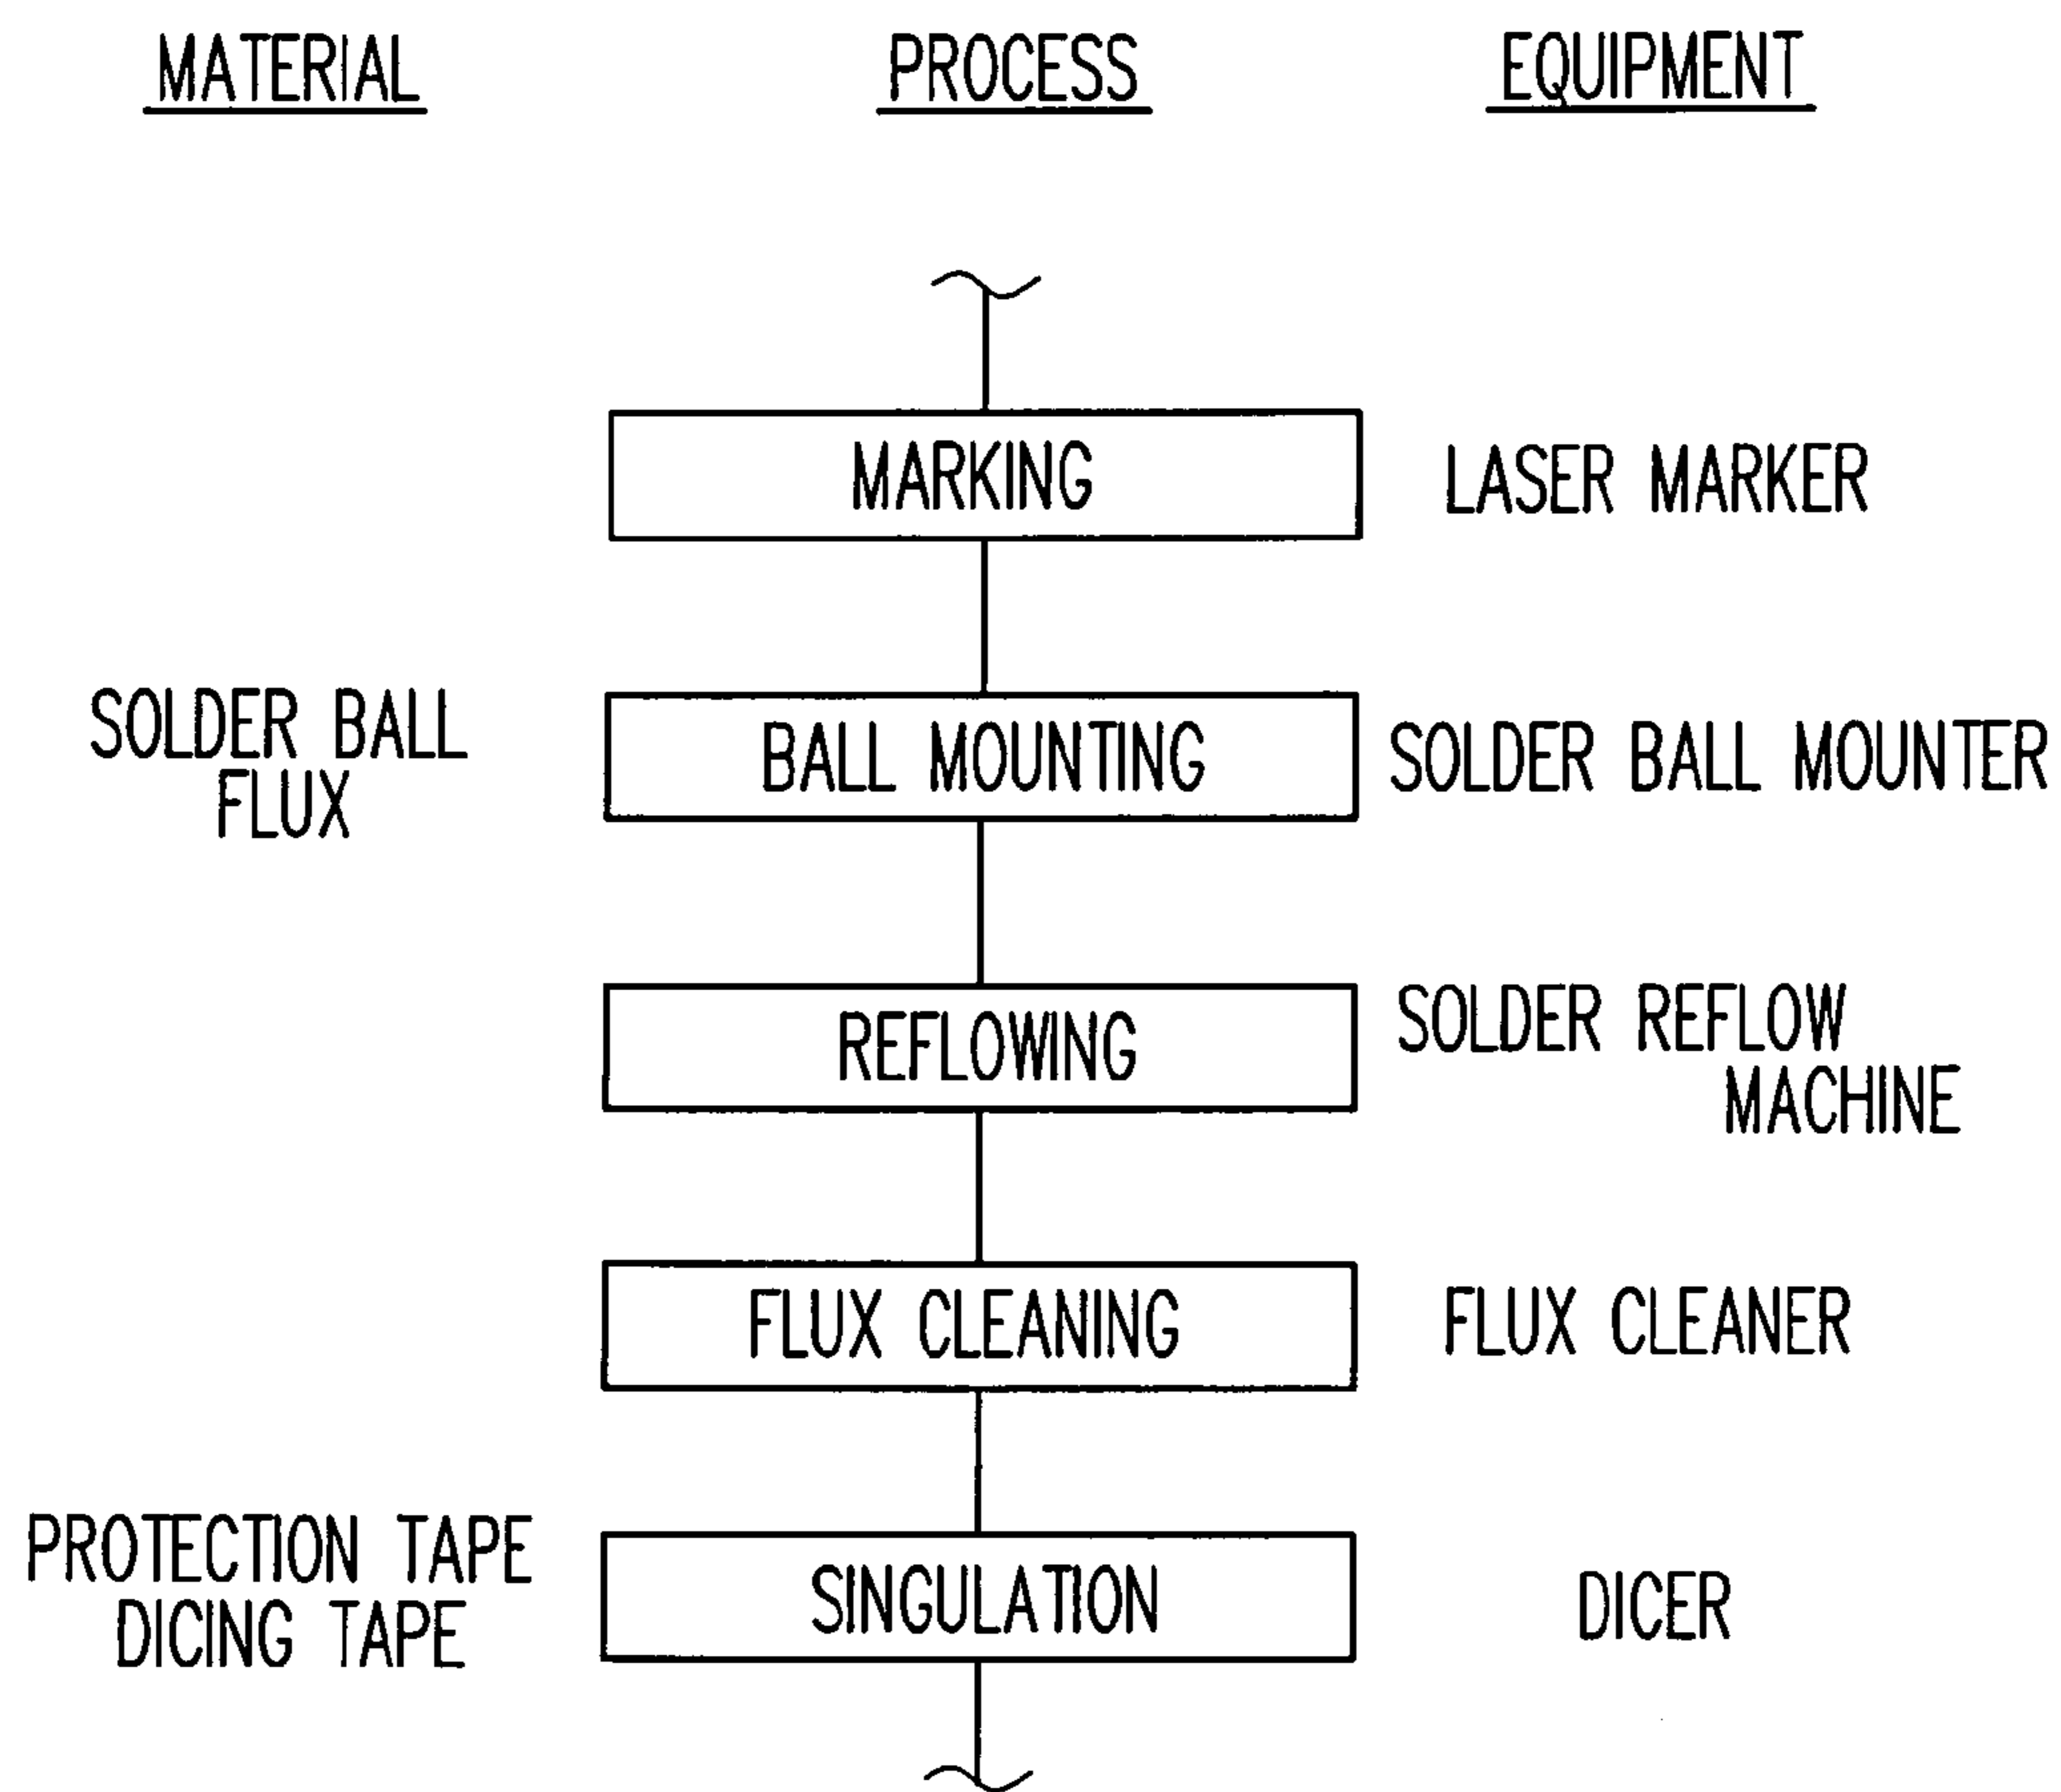 MATERIAL PROCESS EQUIPMENT
MARKING LASER MARKER
SOLDER BALL
FLUX
BALL MOUNTING SOLDER BALL MOUNTER
REFLOWING SOLDER REFLOW
MACHINE
FLUX CLEANING FLUX CLEANER
PROTECTION TAPE
DICING TAPE
SINGULATION DICER